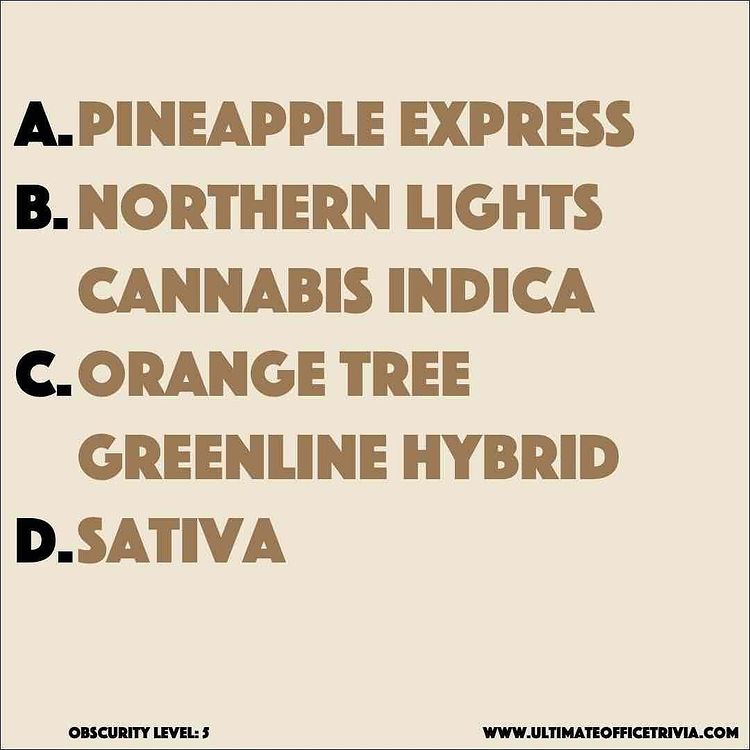 A. PINEAPPLE EXPRESS
B. NORTHERN LIGHTS
CANNABIS INDICA
C. ORANGE TREE
GREENLINE HYBRID
D. SATIVA
OBSCURITY LEVEL: 5
WWW.ULTIMATEOFFICETRIVIA.COM